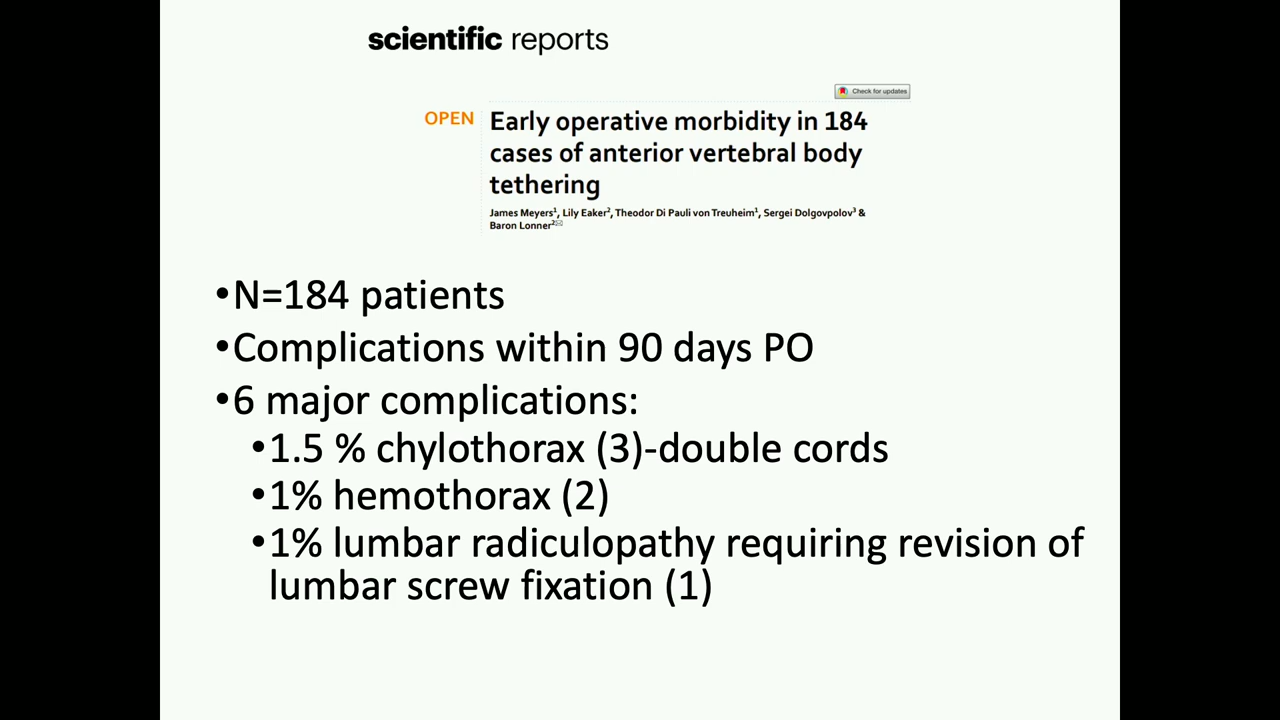 scientific reports
Check for updates
OPEN
Early operative morbidity in 184
cases of anterior vertebral body
tethering
James Meyers¹, Lily Eaker², Theodor Di Pauli von Treuheim¹, Sergei Dolgovpolov³ &
Baron Lonner²✉
•N=184 patients
•Complications within 90 days PO
•6 major complications:
•1.5 % chylothorax (3)-double cords
•1% hemothorax (2)
•1% lumbar radiculopathy requiring revision of
lumbar screw fixation (1)